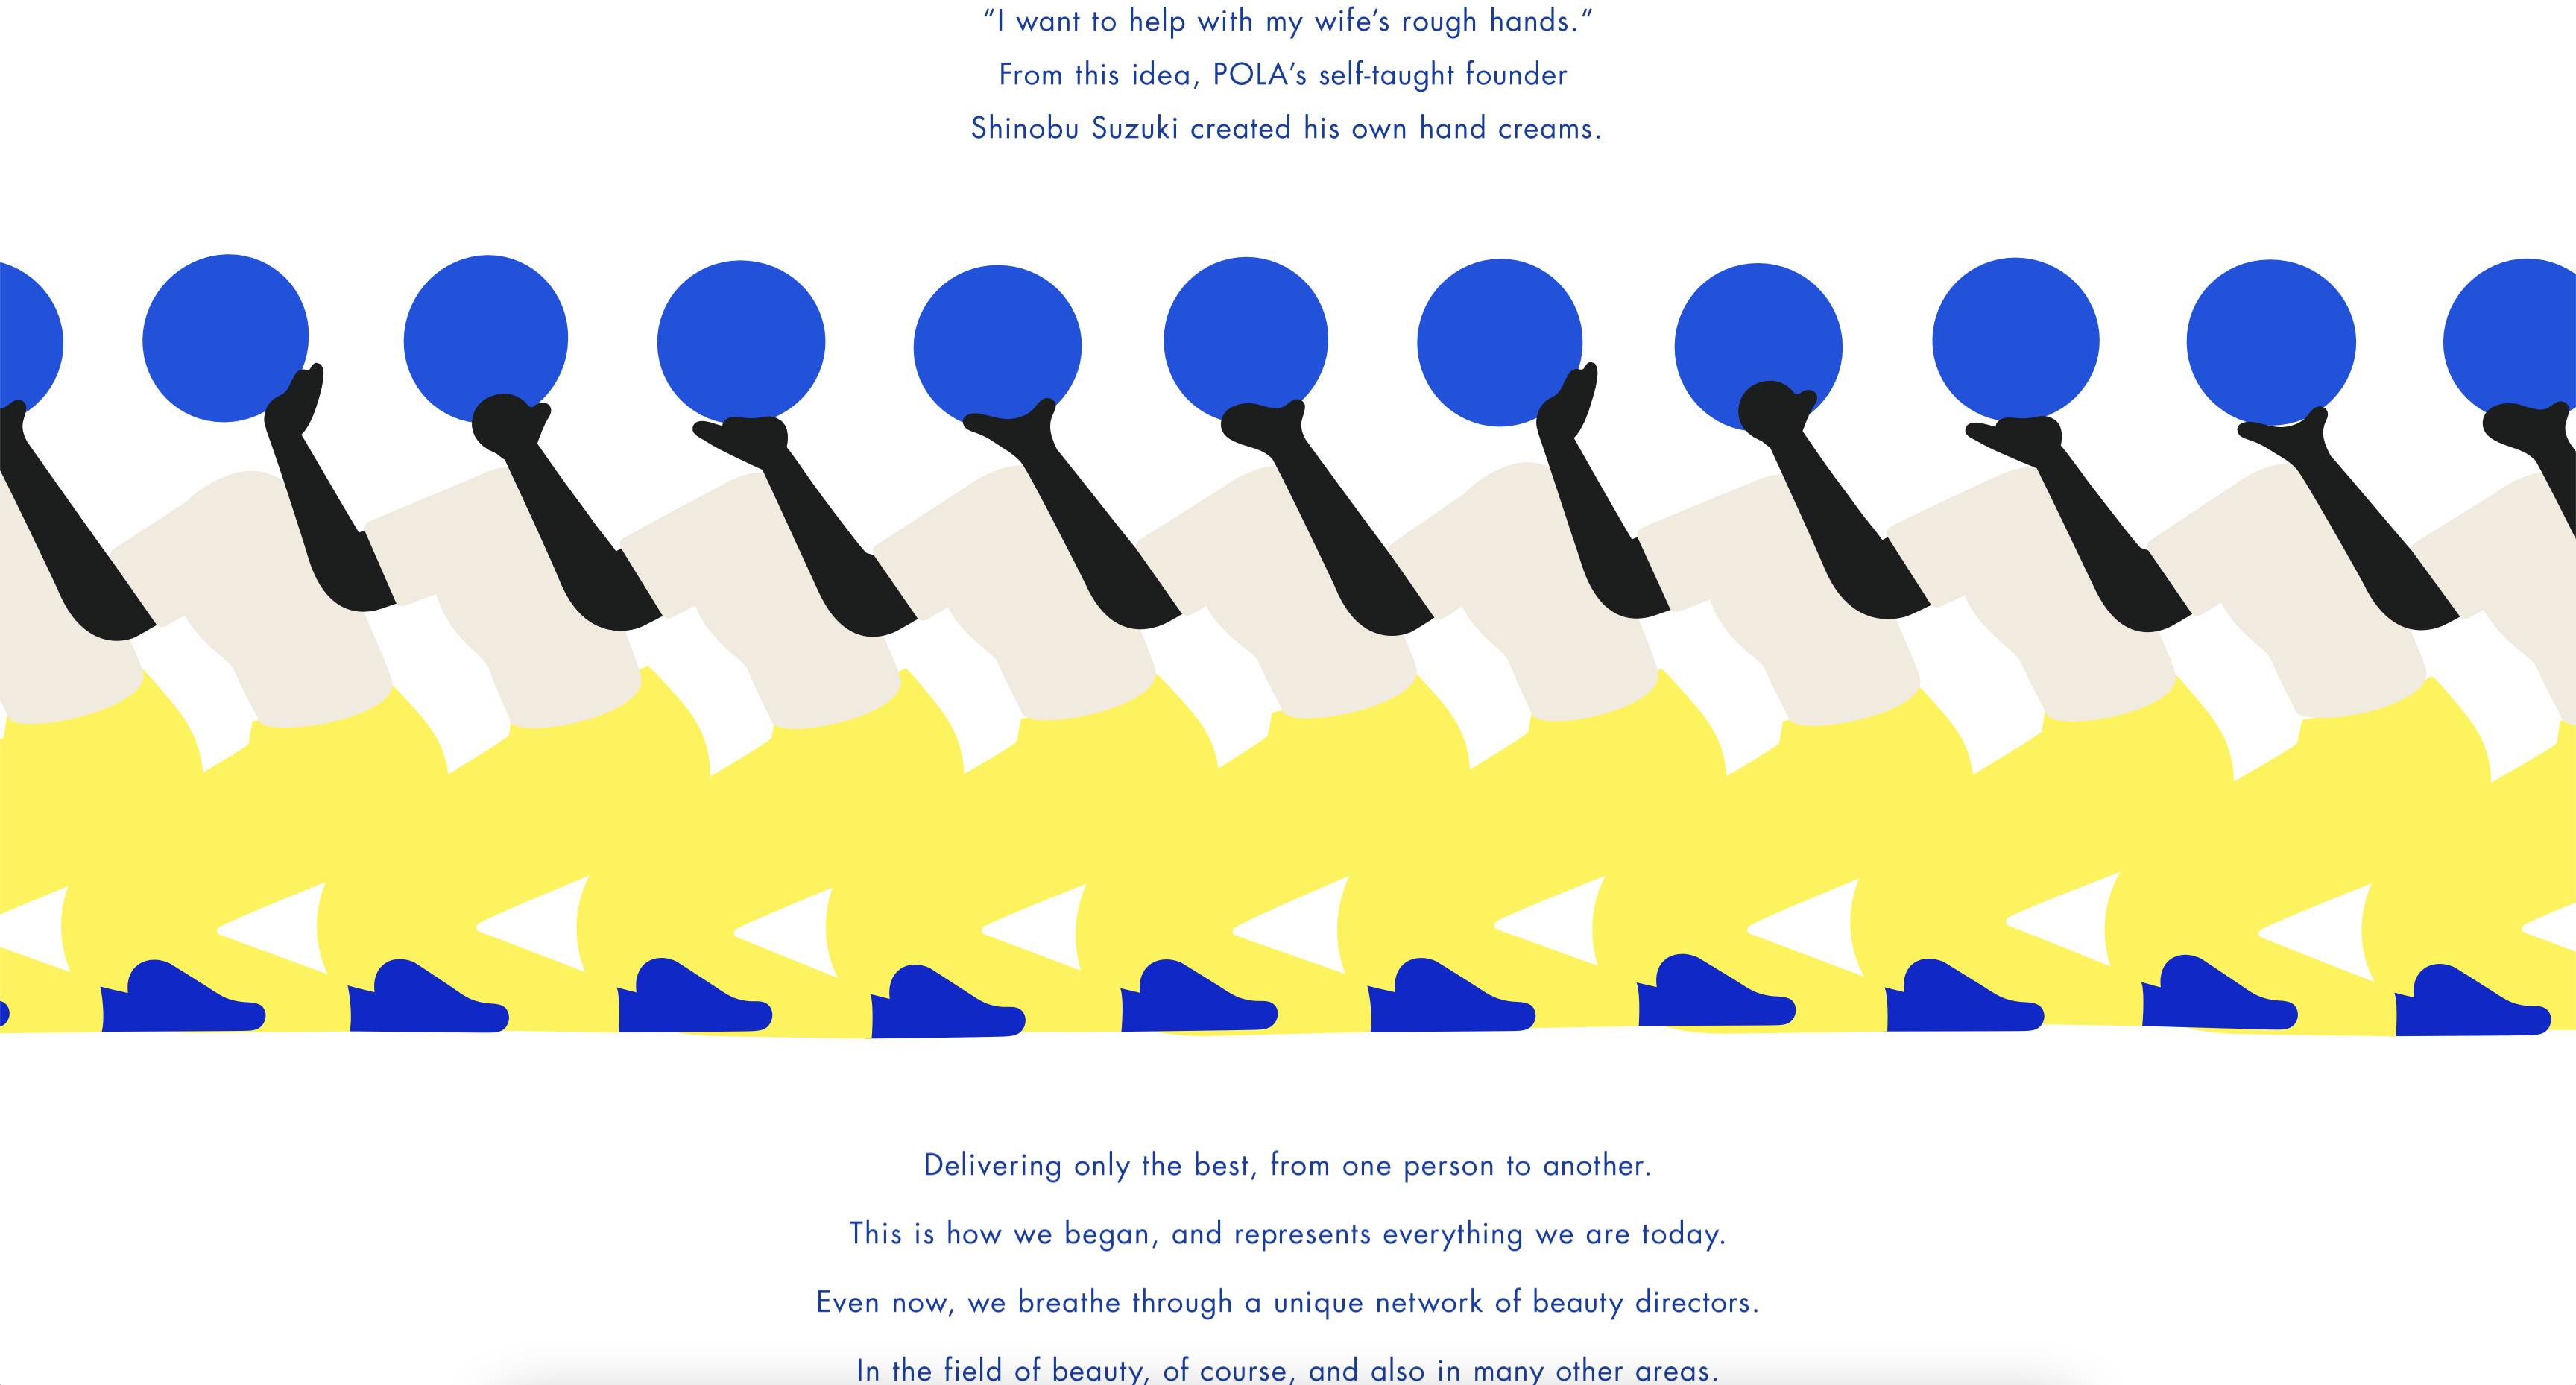 “I want to help with my wife’s rough hands.”
From this idea, POLA’s self-taught founder
Shinobu Suzuki created his own hand creams.
Delivering only the best, from one person to another.
This is how we began, and represents everything we are today.
Even now, we breathe through a unique network of beauty directors.
In the field of beauty, of course, and also in many other areas.